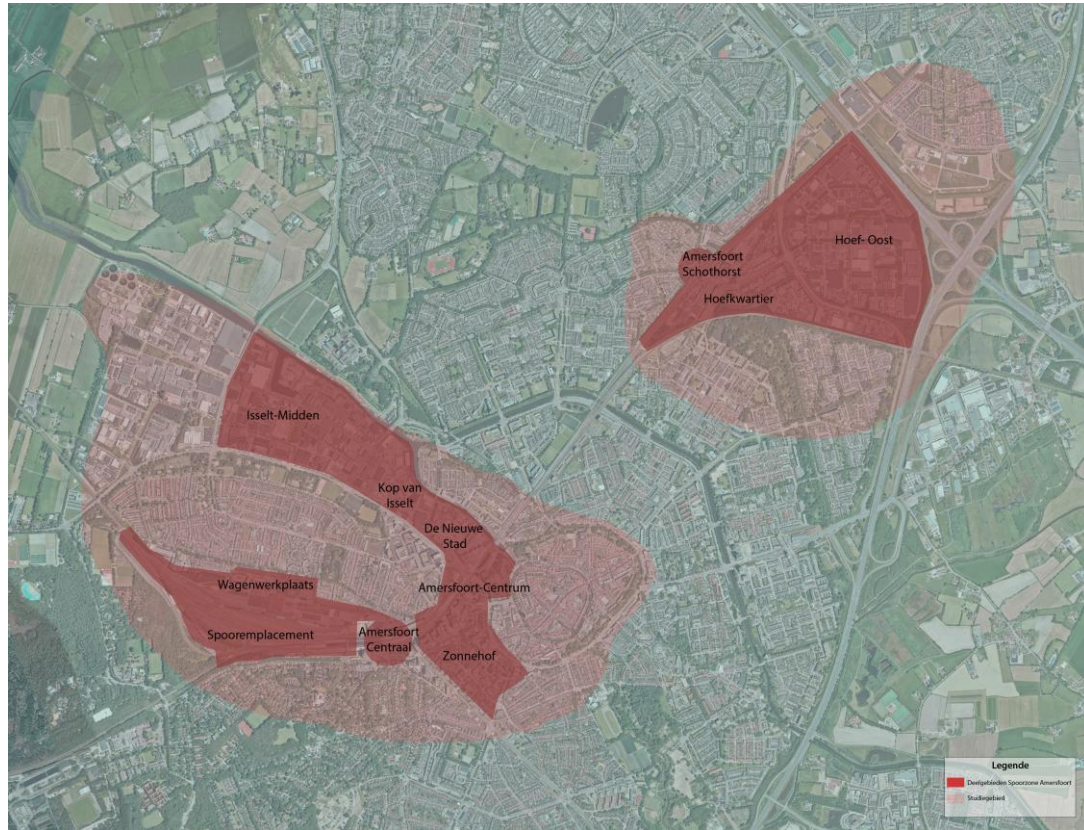 Hoef- Oost
Amersfoort
Schothorst
Hoefkwartier
Isselt-Midden
Kop van
Isselt
De Nieuwe
Stad
Wagenwerkplaats
Amersfoort-Centrum
Spooremplacement
Amersfoort
Centraal
Zonnehof
Legende
Deelgebieden Spoorzone Amersfoort
Studiegebied